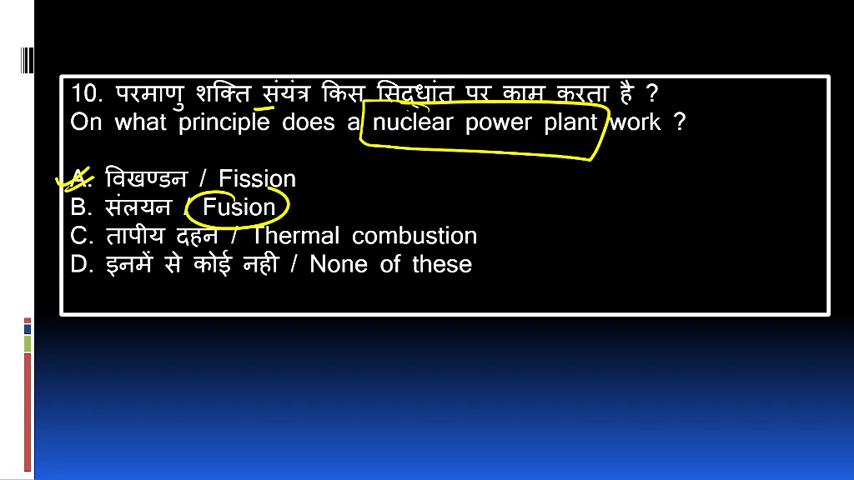 10. परमाणु शक्ति संयंत्र किस सिद्धांत पर काम करता है ?
On what principle does a nuclear power plant work ?
A. विखण्डन / Fission
B. संलयन / Fusion
C. तापीय दहन / Thermal combustion
D. इनमें से कोई नही / None of these